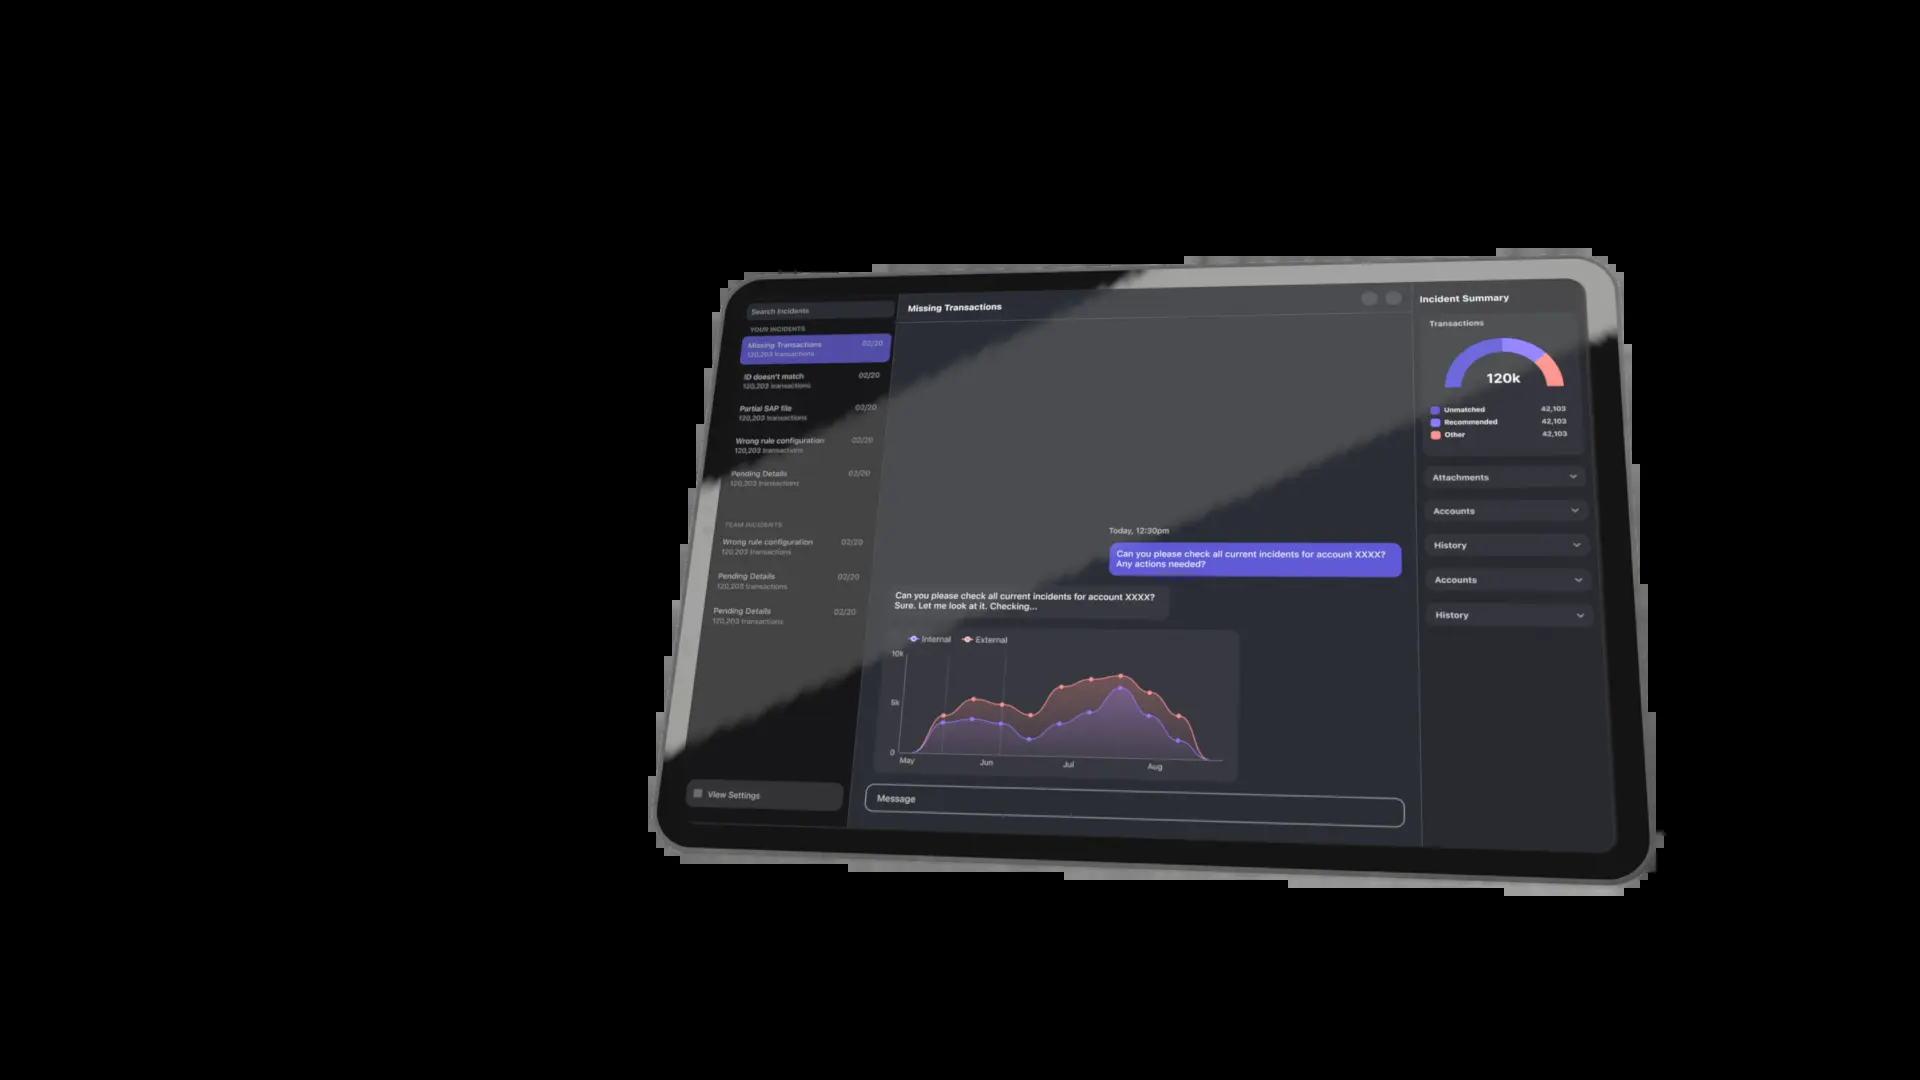 Search Incidents
YOUR INCIDENTS
Missing Transactions 02/20
120,203 transactions
ID doesn't match 02/20
120,203 transactions
Partial SAP file 02/20
120,203 transactions
Wrong rule configuration 02/20
120,203 transactions
Pending Details 02/20
120,203 transactions
TEAM INCIDENTS
Wrong rule configuration 02/20
120,203 transactions
Pending Details 02/20
120,203 transactions
Pending Details 02/20
120,203 transactions
View Settings
Missing Transactions
Today, 12:30pm
Can you please check all current incidents for account XXXX?
Any actions needed?
Can you please check all current incidents for account XXXX?
Sure. Let me look at it. Checking...
Internal External
10k
5k
0
May Jun Jul Aug
Message
Incident Summary
Transactions
120k
Unmatched 42,103
Recommended 42,103
Other 42,103
Attachments
Accounts
History
Accounts
History